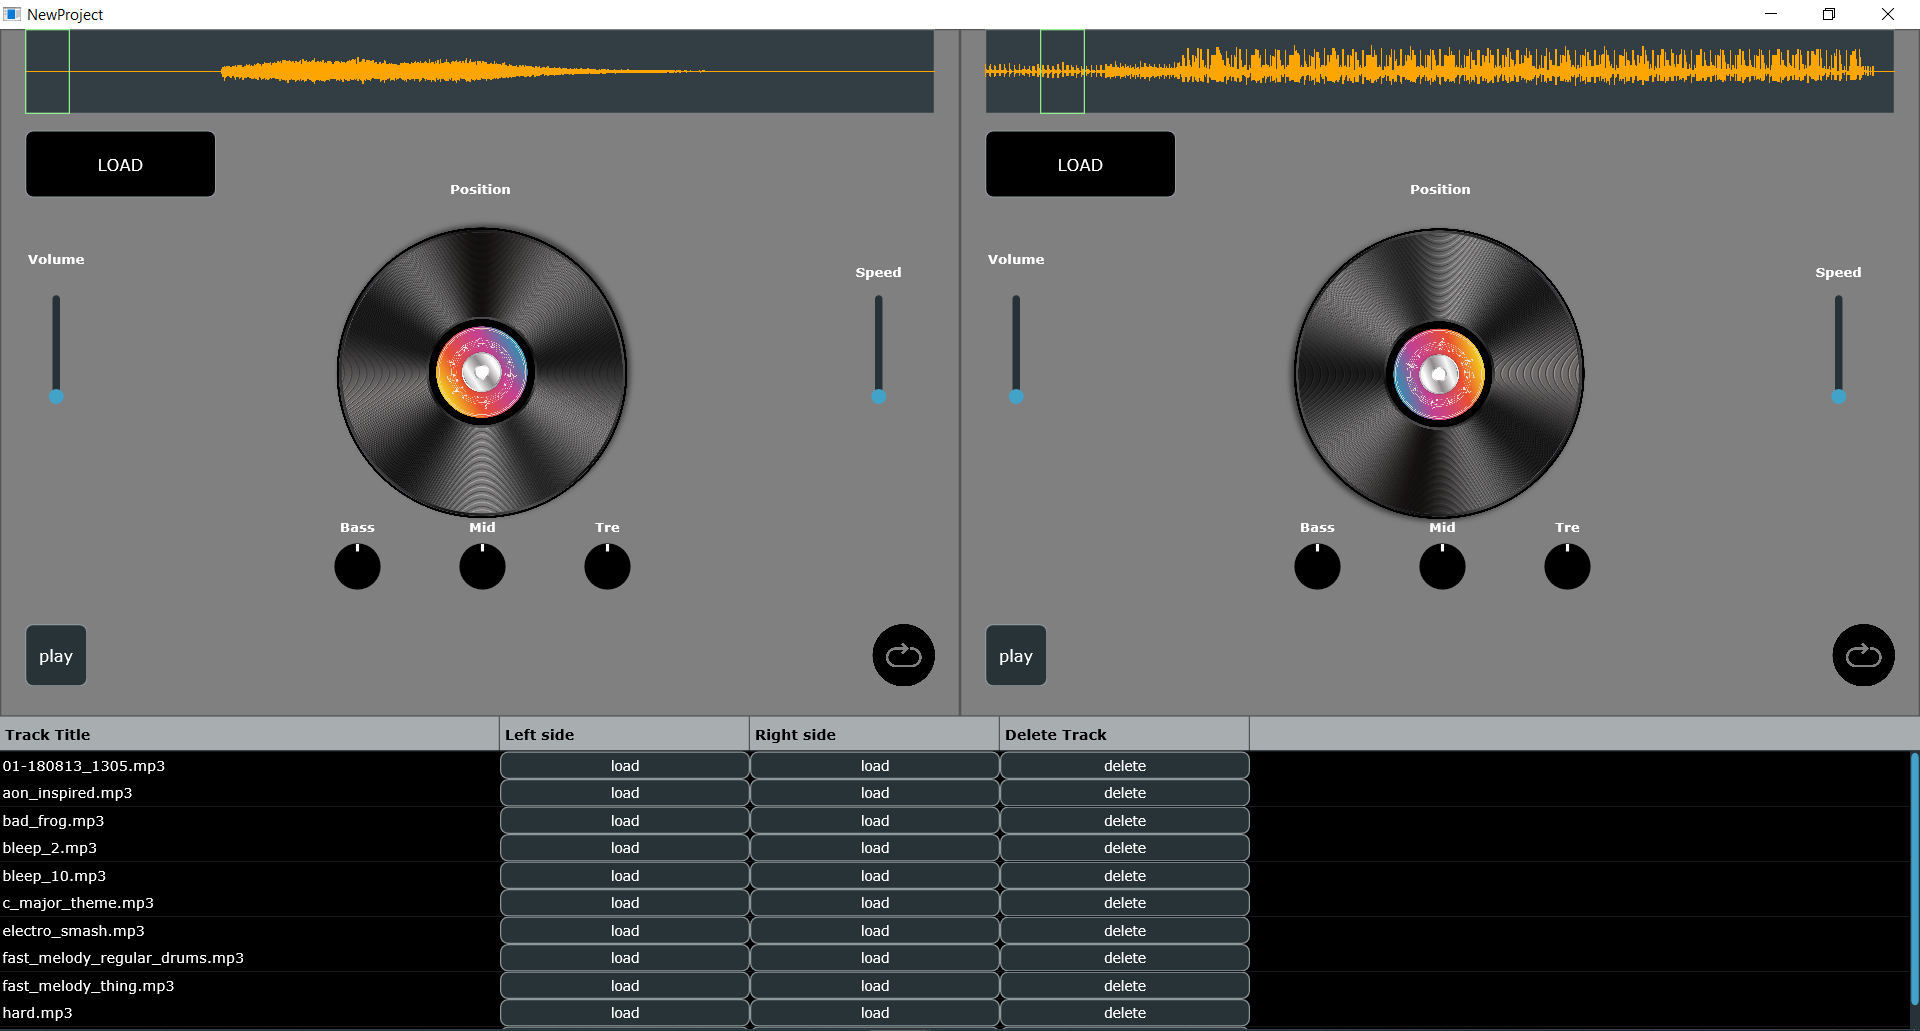 NewProject
LOAD
LOAD
Position
Position
Volume
Speed
Volume
Speed
Bass Mid Tre
Bass Mid Tre
play
play
Track Title Left side Right side Delete Track
01-180813_1305.mp3 load load delete
aon_inspired.mp3 load load delete
bad_frog.mp3 load load delete
bleep_2.mp3 load load delete
bleep_10.mp3 load load delete
c_major_theme.mp3 load load delete
electro_smash.mp3 load load delete
fast_melody_regular_drums.mp3 load load delete
fast_melody_thing.mp3 load load delete
hard.mp3 load load delete